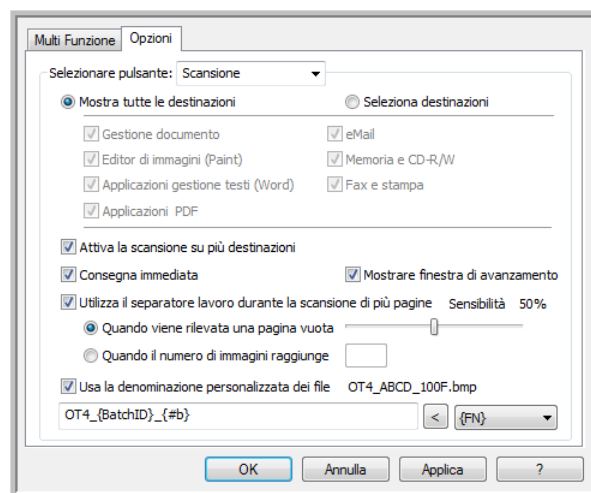 Multi Funzione Opzioni
Selezionare pulsante: Scansione
Mostra tutte le destinazioni Seleziona destinazioni
Gestione documento eMail
Editor di immagini (Paint) Memoria e CD-R/W
Applicazioni gestione testi (Word) Fax e stampa
Applicazioni PDF
Attiva la scansione su più destinazioni
Consegna immediata Mostrare finestra di avanzamento
Utilizza il separatore lavoro durante la scansione di più pagine Sensibilità 50%
Quando viene rilevata una pagina vuota
Quando il numero di immagini raggiunge
Usa la denominazione personalizzata dei file OT4_ABCD_100F.bmp
OT4_{BatchID}_{#b} < {FN}
OK Annulla Applica ?